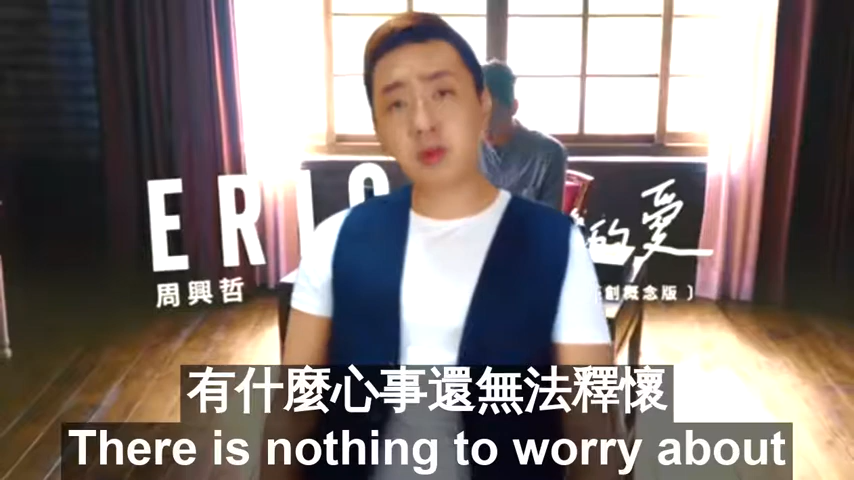 ERIC
周興哲
的愛
創概念版 )
有什麼心事還無法釋懷
There is nothing to worry about